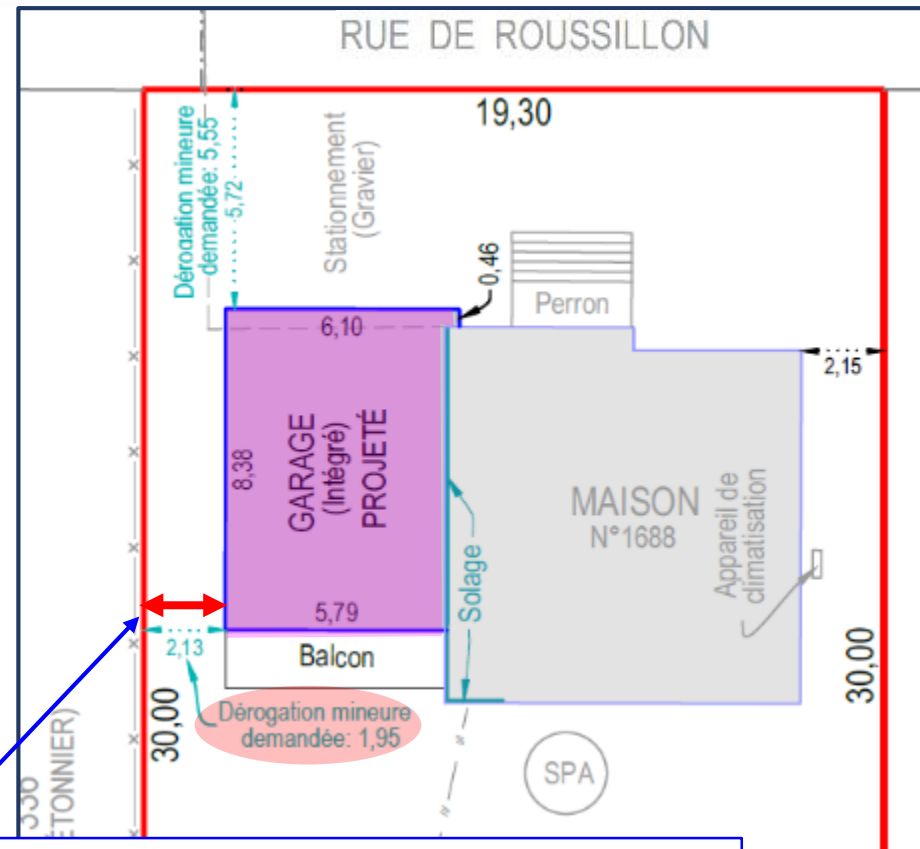 RUE DE ROUSSILLON
19,30
Dérogation mineure
demandée: 5,55
5,72
Stationnement
(Gravier)
0,46
Perron
6,10
2,15
8,38
GARAGE
(Intégré)
PROJETÉ
MAISON
N°1688
Appareil de
climatisation
Solage
5,79
2,13
Balcon
30,00
30,00
Dérogation mineure
demandée: 1,95
SPA